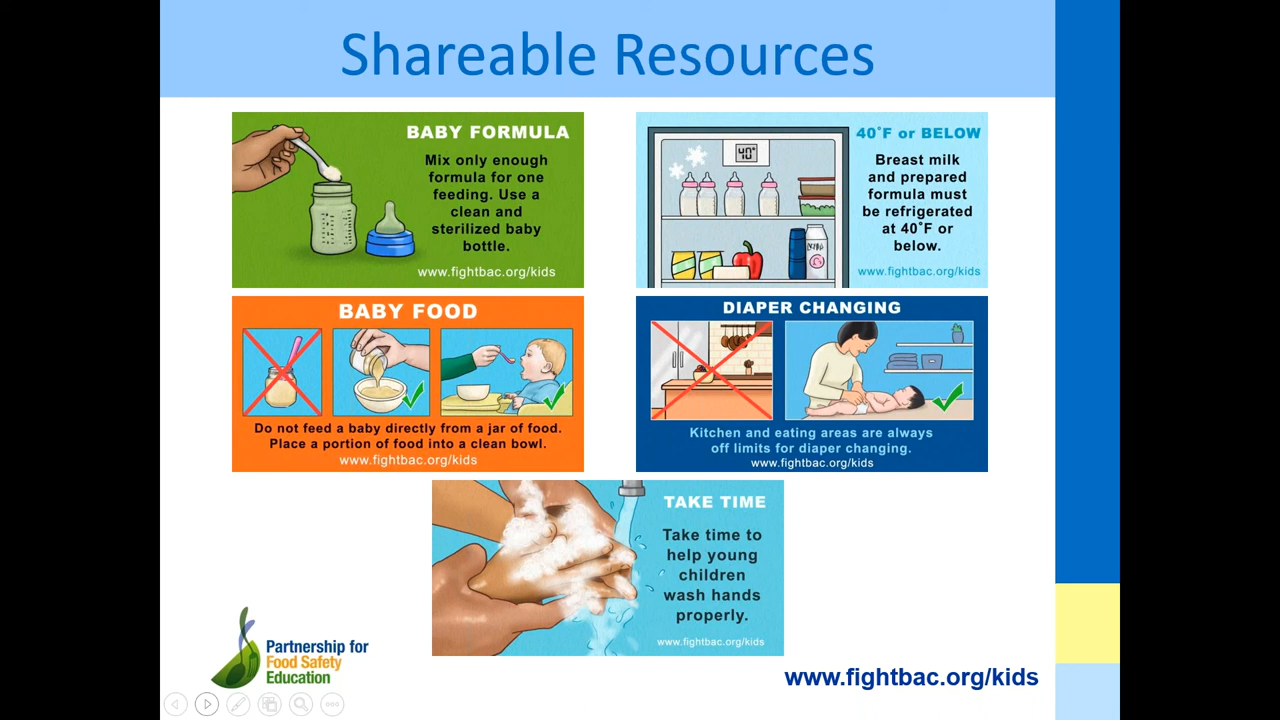 Shareable Resources
BABY FORMULA
Mix only enough
formula for one
feeding. Use a
clean and
sterilized baby
bottle.
www.fightbac.org/kids
40°
40°F or BELOW
Breast milk
and prepared
formula must
be refrigerated
at 40°F or
below.
www.fightbac.org/kids
BABY FOOD
Do not feed a baby directly from a jar of food.
Place a portion of food into a clean bowl.
www.fightbac.org/kids
DIAPER CHANGING
Kitchen and eating areas are always
off limits for diaper changing.
www.fightbac.org/kids
TAKE TIME
Take time to
help young
children
wash hands
properly.
www.fightbac.org/kids
Partnership for
Food Safety
Education
www.fightbac.org/kids